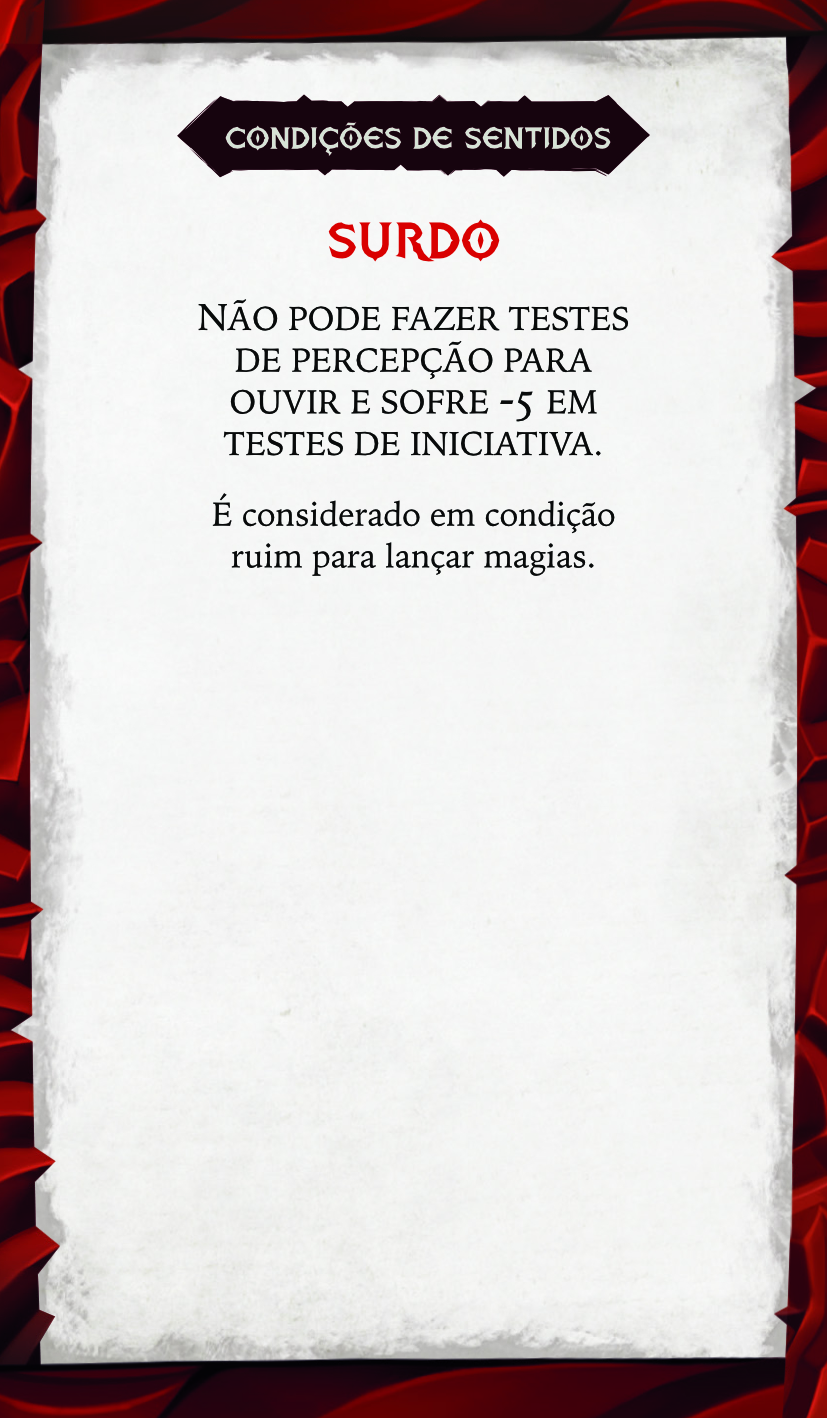 CONDIÇÕES DE SENTIDOS
SURDO
NÃO PODE FAZER TESTES
DE PERCEPÇÃO PARA
OUVIR E SOFRE -5 EM
TESTES DE INICIATIVA.
É considerado em condição
ruim para lançar magias.